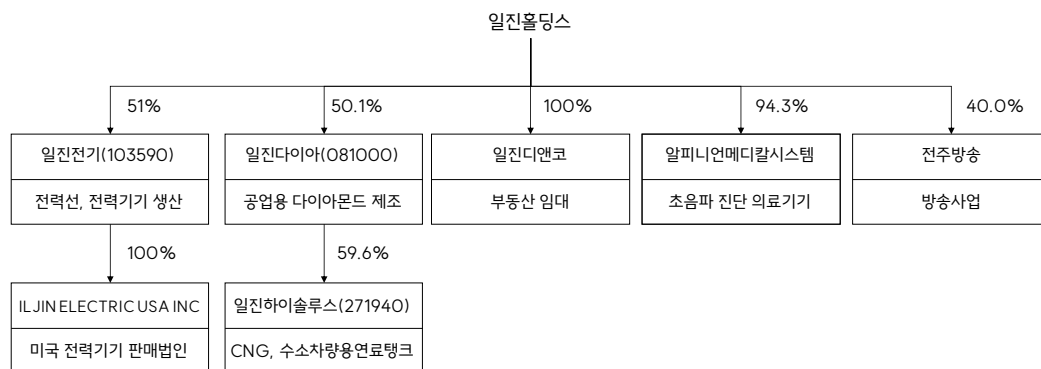 일진홀딩스
51%
50.1%
100%
94.3%
40.0%
일진전기(103590)
일진다이아(081000)
일진디앤코
알피니언메디칼시스템
전주방송
전력선, 전력기기 생산
공업용 다이아몬드 제조
부동산 임대
초음파 진단 의료기기
방송사업
100%
59.6%
ILJIN ELECTRIC USA INC
일진하이솔루스(271940)
미국 전력기기 판매법인
CNG, 수소차량용연료탱크